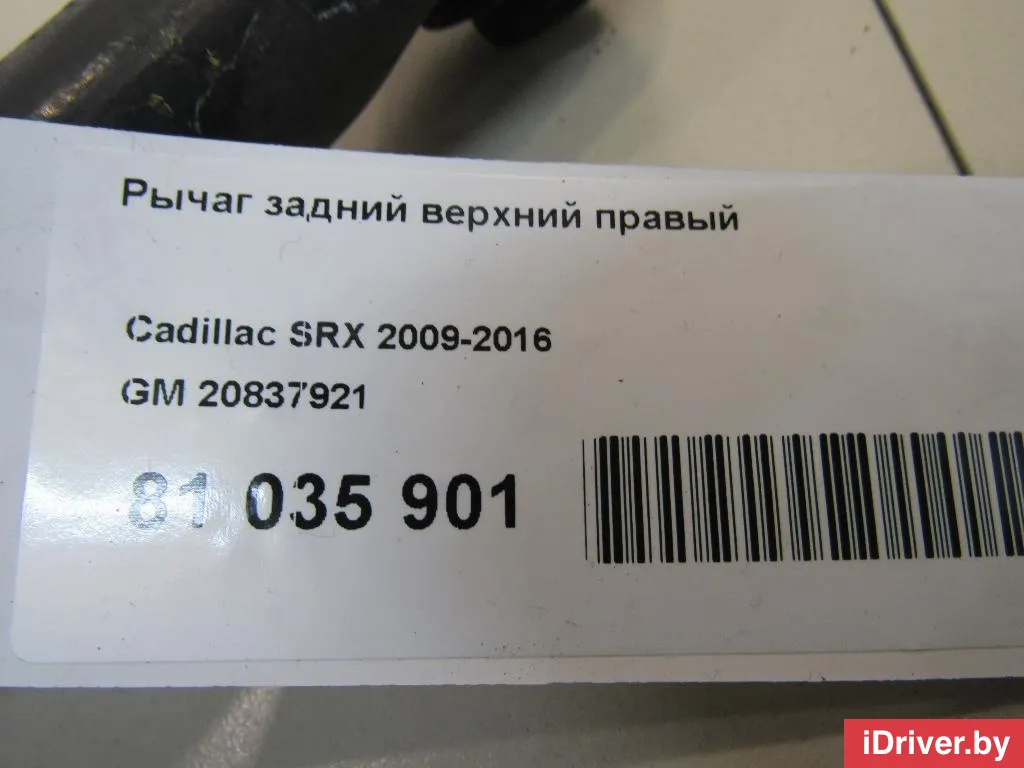 Рычаг задний верхний правый
Cadillac SRX 2009-2016
GM 20837921
81 035 901
iDriver.by